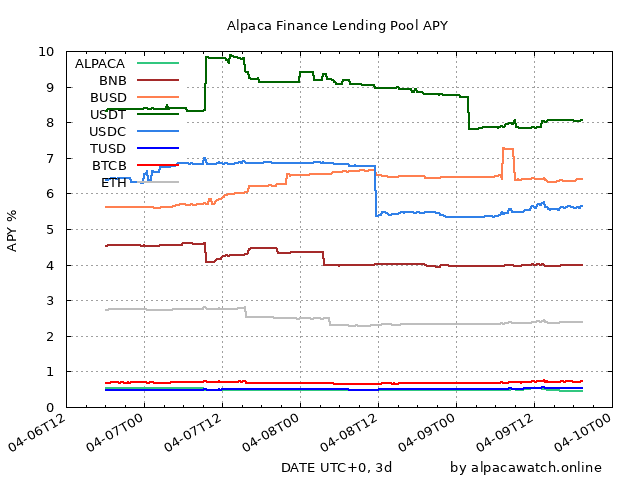 Alpaca Finance Lending Pool APY
10
9
8
7
6
5
4
3
2
1
0
APY %
ALPACA
BNB
BUSD
USDT
USDC
TUSD
BTCB
ETH
04-06T12
04-07T00
04-07T12
04-08T00
04-08T12
04-09T00
04-09T12
04-10T00
DATE UTC+0, 3d
by alpacawatch.online